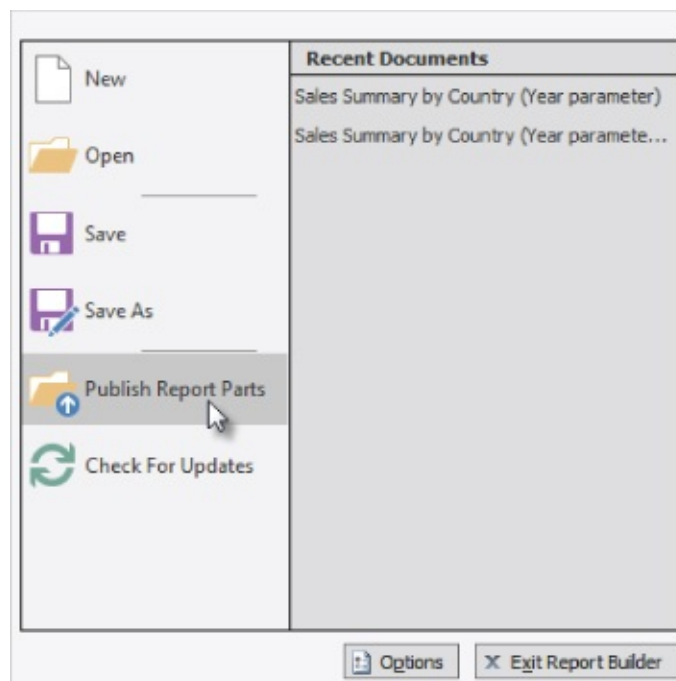 Recent Documents
New
Sales Summary by Country (Year parameter)
Sales Summary by Country (Year paramete...
Open
Save
Save As
Publish Report Parts
Check For Updates
Options
X Exit Report Builder